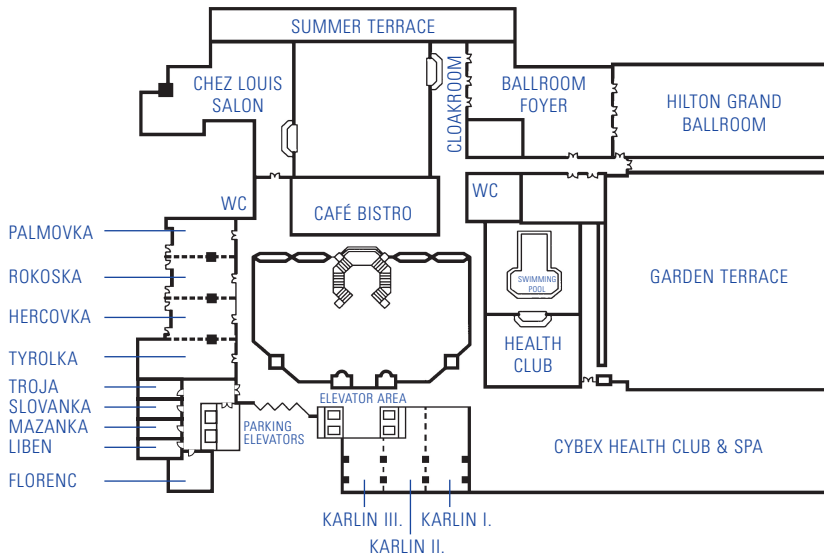 SUMMER TERRACE
CHEZ LOUIS
SALON
CLOAKROOM
BALLROOM
FOYER
HILTON GRAND
BALLROOM
WC
WC
CAFÉ BISTRO
PALMOVKA
ROKOSKA
HERCOVKA
TYROLKA
TROJA
SLOVANKA
MAZANKA
LIBEN
FLORENC
SWIMMING
POOL
GARDEN TERRACE
HEALTH
CLUB
ELEVATOR AREA
PARKING
ELEVATORS
CYBEX HEALTH CLUB & SPA
KARLIN III.
KARLIN I.
KARLIN II.